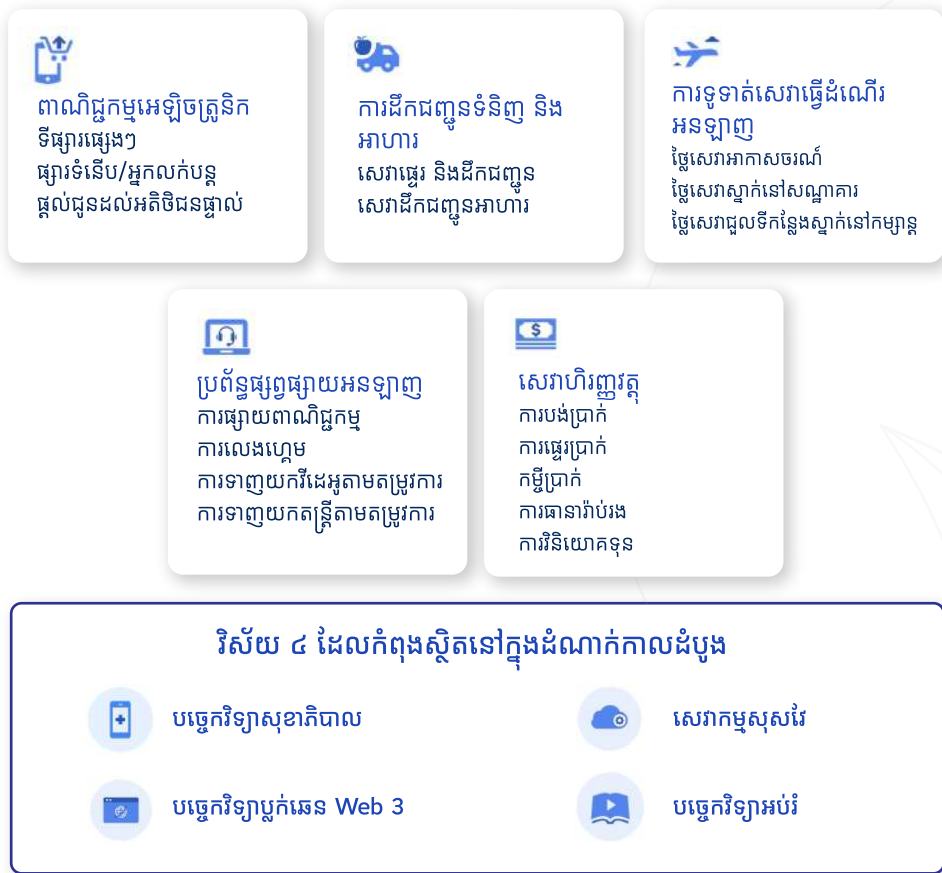 ពាណិជ្ជកម្មអេឡិចត្រូនិក
ទីផ្សារផ្សេងៗ
ផ្សារទំនើប/អ្នកលក់បន្ត
ផ្តល់ជូនដល់អតិថិជនផ្ទាល់
ការដឹកជញ្ជូនទំនិញ និង
អាហារ
សេវាផ្ទេរ និងដឹកជញ្ជូន
សេវាដឹកជញ្ជូនអាហារ
ការទូទាត់សេវាធ្វើដំណើរ
អនឡាញ
ថ្លៃសេវាអាកាសចរណ៍
ថ្លៃសេវាស្នាក់នៅសណ្ឋាគារ
ថ្លៃសេវាជួលទីកន្លែងស្នាក់នៅកម្សាន្ត
ប្រព័ន្ធផ្សព្វផ្សាយអនឡាញ
ការផ្សាយពាណិជ្ជកម្ម
ការលេងហ្គេម
ការទាញយកវីដេអូតាមតម្រូវការ
ការទាញយកតន្ត្រីតាមតម្រូវការ
សេវាហិរញ្ញវត្ថុ
ការបង់ប្រាក់
ការផ្ទេរប្រាក់
កម្ចីប្រាក់
ការធានារ៉ាប់រង
ការវិនិយោគទុន
វិស័យ ៤ ដែលកំពុងស្ថិតនៅក្នុងដំណាក់កាលដំបូង
បច្ចេកវិទ្យាសុខាភិបាល
សេវាកម្មសុសវែ
បច្ចេកវិទ្យាប្លក់ឆេន Web 3
បច្ចេកវិទ្យាអប់រំ